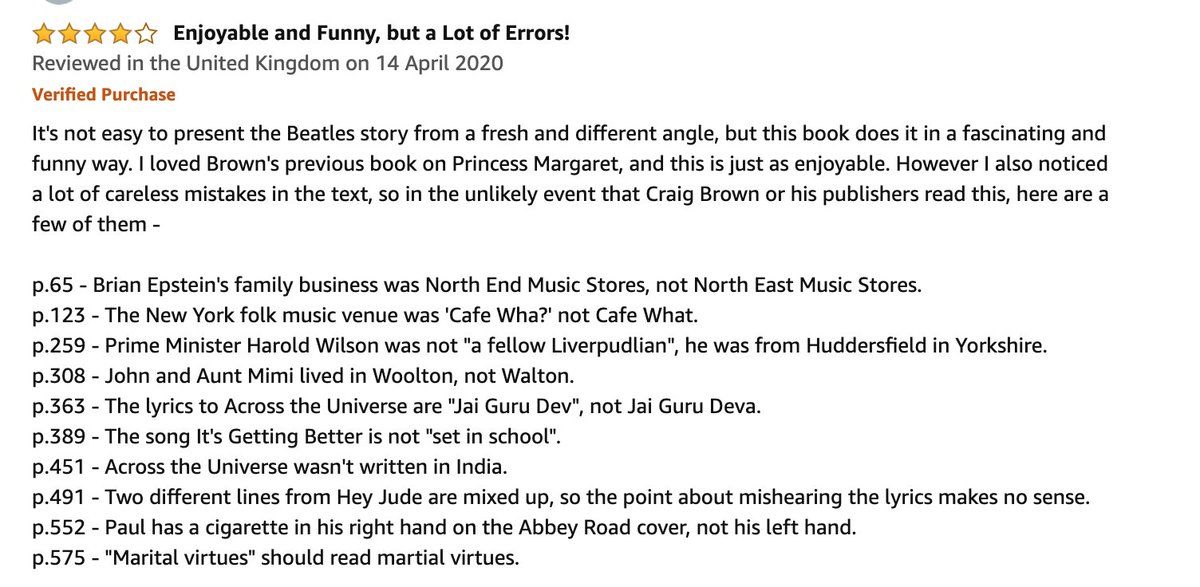 Enjoyable and Funny, but a Lot of Errors!
Reviewed in the United Kingdom on 14 April 2020
Verified Purchase
It's not easy to present the Beatles story from a fresh and different angle, but this book does it in a fascinating and
funny way. I loved Brown's previous book on Princess Margaret, and this is just as enjoyable. However I also noticed
a lot of careless mistakes in the text, so in the unlikely event that Craig Brown or his publishers read this, here are a
few of them -
p.65 - Brian Epstein's family business was North End Music Stores, not North East Music Stores.
p.123 - The New York folk music venue was 'Cafe Wha?' not Cafe What.
p.259 - Prime Minister Harold Wilson was not "a fellow Liverpudlian", he was from Huddersfield in Yorkshire.
p.308 - John and Aunt Mimi lived in Woolton, not Walton.
p.363 - The lyrics to Across the Universe are "Jai Guru Dev", not Jai Guru Deva.
p.389 - The song It's Getting Better is not "set in school".
p.451 - Across the Universe wasn't written in India.
p.491 - Two different lines from Hey Jude are mixed up, so the point about mishearing the lyrics makes no sense.
p.552 - Paul has a cigarette in his right hand on the Abbey Road cover, not his left hand.
p.575 - "Marital virtues" should read martial virtues.